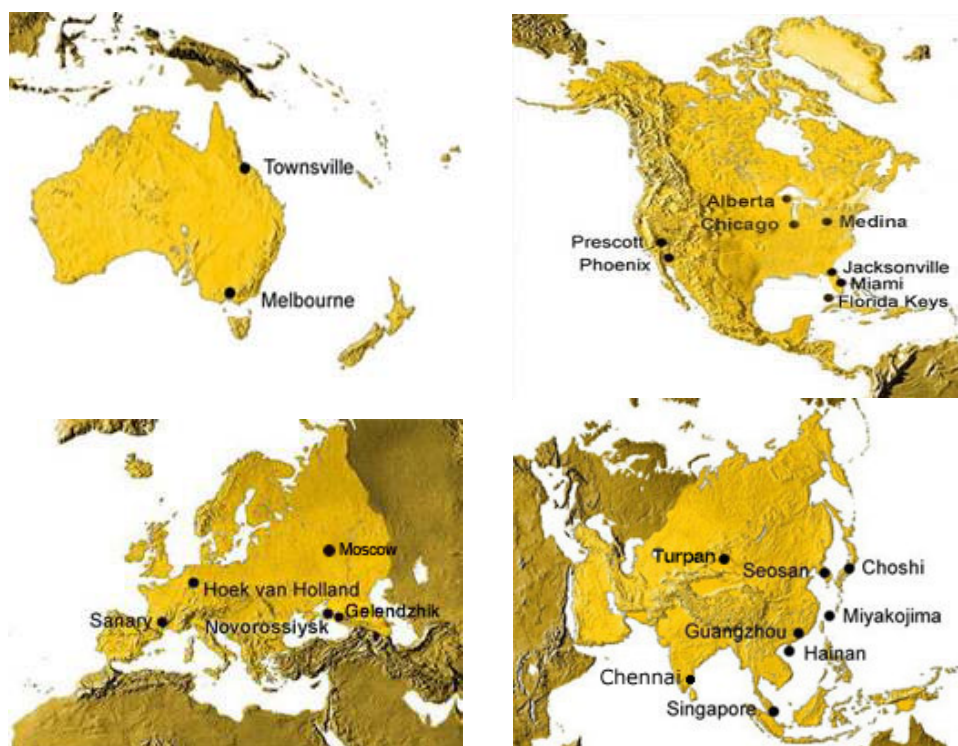 Townsville
Melbourne
Alberta
Chicago
Medina
Prescott
Phoenix
Jacksonville
Miami
Florida Keys
Moscow
Hoek van Holland
Sanary
Gelendzhik
Novorossiysk
Turpan
Seosan
Choshi
Miyakojima
Guangzhou
Hainan
Chennai
Singapore